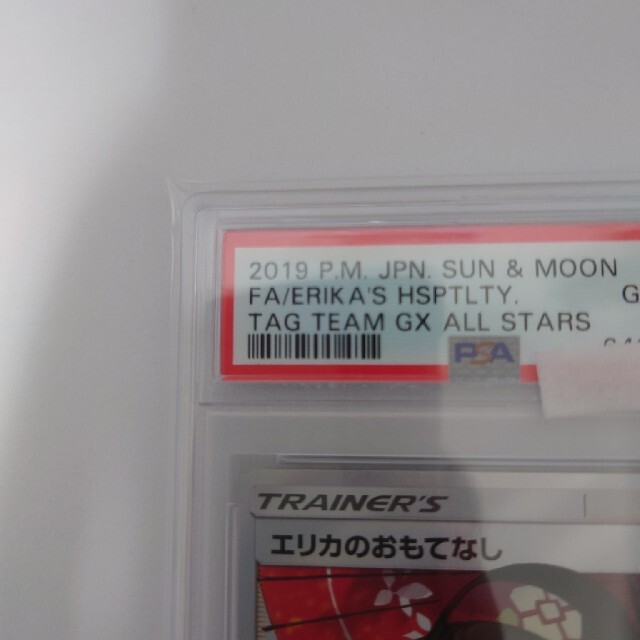 2019 P.M. JPN. SUN & MOON
FA/ERIKA'S HSPTLTY. G
TAG TEAM GX ALL STARS
PSA
TRAINER'S
エリカのおもてなし